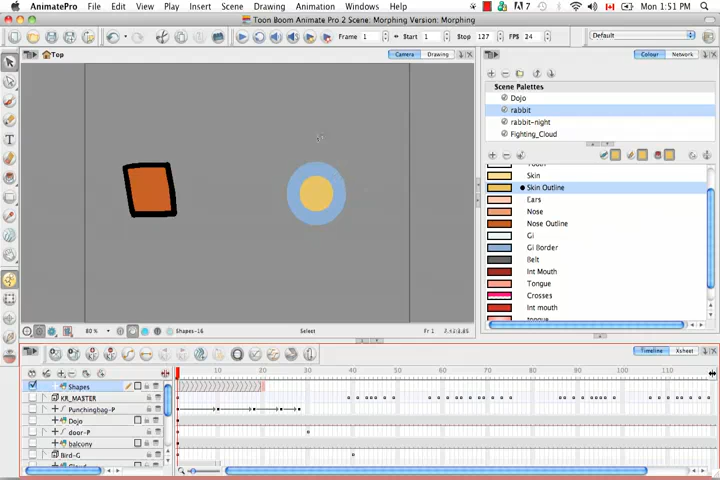 AnimatePro File Edit View Play Insert Scene Animation Windows Help Mon 1:51 PM
Toon Boom Animate Pro 2 Scene: Morphing Version: Morphing
Frame 1 Start 1 Stop 127 FPS 24 Default
Top Camera Drawing Colour Network
Scene Palettes
Dojo
rabbit
rabbit-night
Fighting_Cloud
Skin
Skin Outline
Ears
Nose
Nose Outline
Gi
Gi Border
Belt
Int Mouth
Tongue
Crosses
Int mouth
80% Shapes-16 Select Fr 1
Timeline Xsheet
10 20 30 40 50 60 70 80 90 100 110 120
Shapes
KR_MASTER
Punchingbag-P
Dojo
door-P
balcony
Bird-G